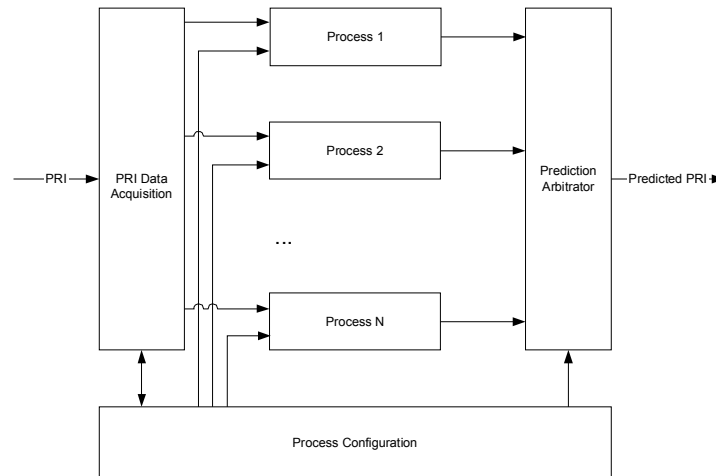 Process 1
Process 2
PRI
PRI Data
Acquisition
Prediction
Arbitrator
Predicted PRI
...
Process N
Process Configuration